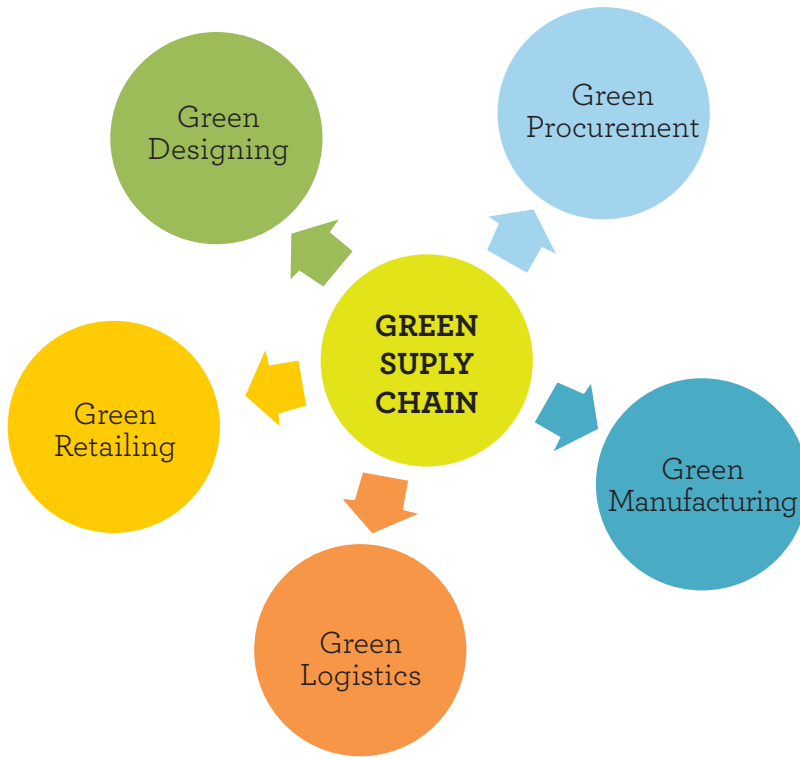 Green
Designing
Green
Procurement
GREEN
SUPLY
CHAIN
Green
Retailing
Green
Manufacturing
Green
Logistics